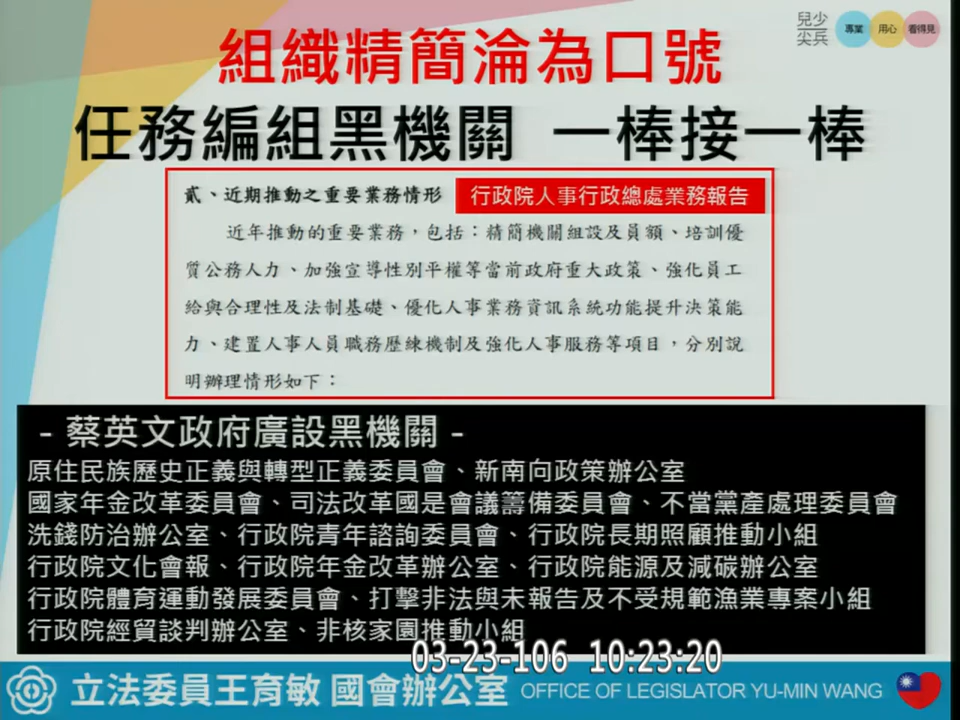 兒少
尖兵
專業 用心 看得見
組織精簡淪為口號
任務編組黑機關 一棒接一棒
貳、近期推動之重要業務情形 行政院人事行政總處業務報告
近年推動的重要業務，包括：精簡機關組設及員額、培訓優
質公務人力、加強宣導性別平權等當前政府重大政策、強化員工
給與合理性及法制基礎、優化人事業務資訊系統功能提升決策能
力、建置人事人員職務歷練機制及強化人事服務等項目，分別說
明辦理情形如下：
- 蔡英文政府廣設黑機關 -
原住民族歷史正義與轉型正義委員會、新南向政策辦公室
國家年金改革委員會、司法改革國是會議籌備委員會、不當黨產處理委員會
洗錢防治辦公室、行政院青年諮詢委員會、行政院長期照顧推動小組
行政院文化會報、行政院年金改革辦公室、行政院能源及減碳辦公室
行政院體育運動發展委員會、打擊非法與未報告及不受規範漁業專案小組
行政院經貿談判辦公室、非核家園推動小組
03-23-106 10:23:20
立法委員王育敏 國會辦公室 OFFICE OF LEGISLATOR YU-MIN WANG